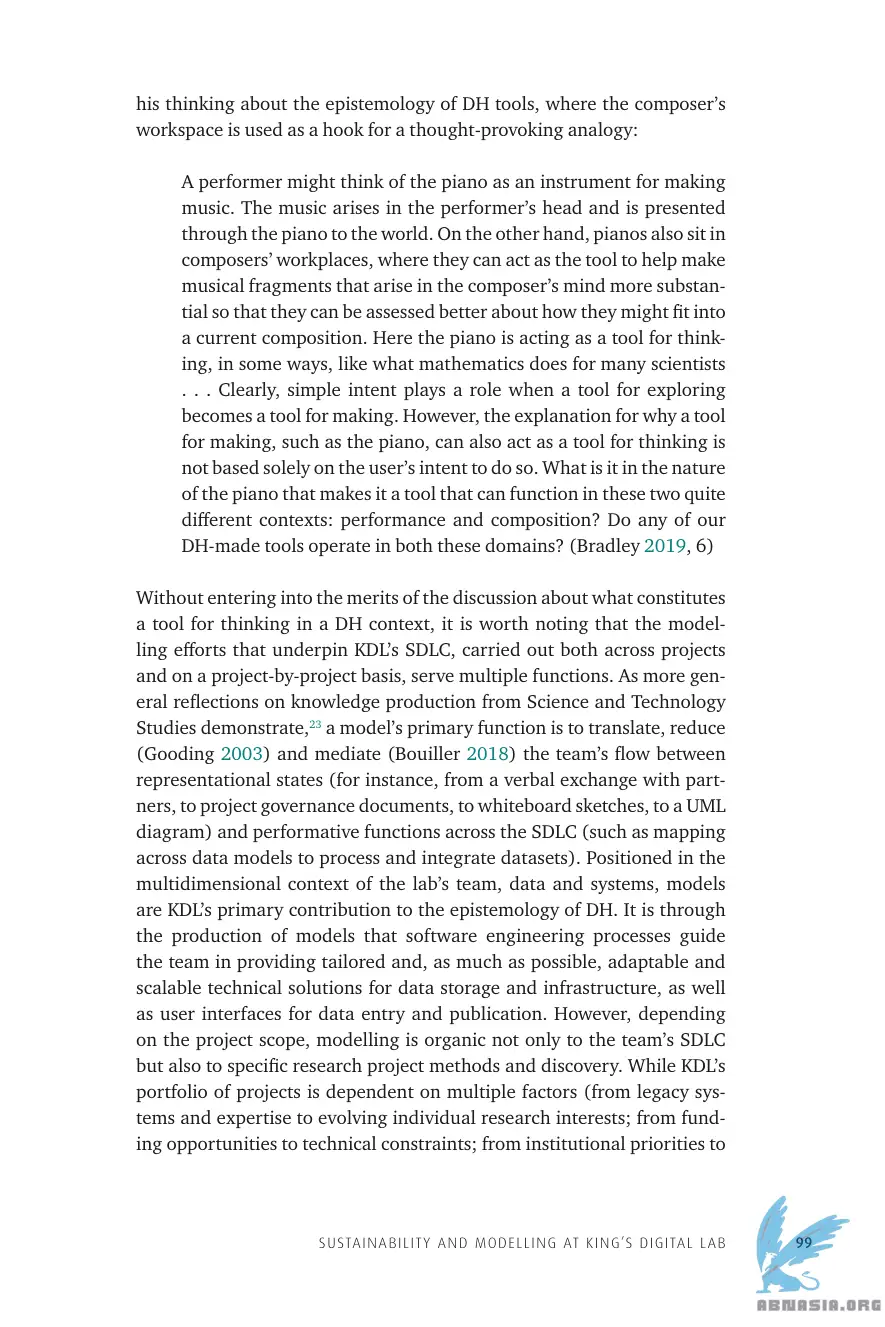 his thinking about the epistemology of DH tools, where the composer’s
workspace is used as a hook for a thought-provoking analogy:
A performer might think of the piano as an instrument for making
music. The music arises in the performer’s head and is presented
through the piano to the world. On the other hand, pianos also sit in
composers’ workplaces, where they can act as the tool to help make
musical fragments that arise in the composer’s mind more substan-
tial so that they can be assessed better about how they might fit into
a current composition. Here the piano is acting as a tool for think-
ing, in some ways, like what mathematics does for many scientists
. . . Clearly, simple intent plays a role when a tool for exploring
becomes a tool for making. However, the explanation for why a tool
for making, such as the piano, can also act as a tool for thinking is
not based solely on the user’s intent to do so. What is it in the nature
of the piano that makes it a tool that can function in these two quite
different contexts: performance and composition? Do any of our
DH-made tools operate in both these domains? (Bradley 2019, 6)
Without entering into the merits of the discussion about what constitutes
a tool for thinking in a DH context, it is worth noting that the model-
ling efforts that underpin KDL’s SDLC, carried out both across projects
and on a project-by-project basis, serve multiple functions. As more gen-
eral reflections on knowledge production from Science and Technology
Studies demonstrate,23 a model’s primary function is to translate, reduce
(Gooding 2003) and mediate (Bouiller 2018) the team’s flow between
representational states (for instance, from a verbal exchange with part-
ners, to project governance documents, to whiteboard sketches, to a UML
diagram) and performative functions across the SDLC (such as mapping
across data models to process and integrate datasets). Positioned in the
multidimensional context of the lab’s team, data and systems, models
are KDL’s primary contribution to the epistemology of DH. It is through
the production of models that software engineering processes guide
the team in providing tailored and, as much as possible, adaptable and
scalable technical solutions for data storage and infrastructure, as well
as user interfaces for data entry and publication. However, depending
on the project scope, modelling is organic not only to the team’s SDLC
but also to specific research project methods and discovery. While KDL’s
portfolio of projects is dependent on multiple factors (from legacy sys-
tems and expertise to evolving individual research interests; from fund-
ing opportunities to technical constraints; from institutional priorities to
SUSTAINABILITY AND MODELLING AT KING’S DIGITAL LAB 99
ABNASIA.ORG